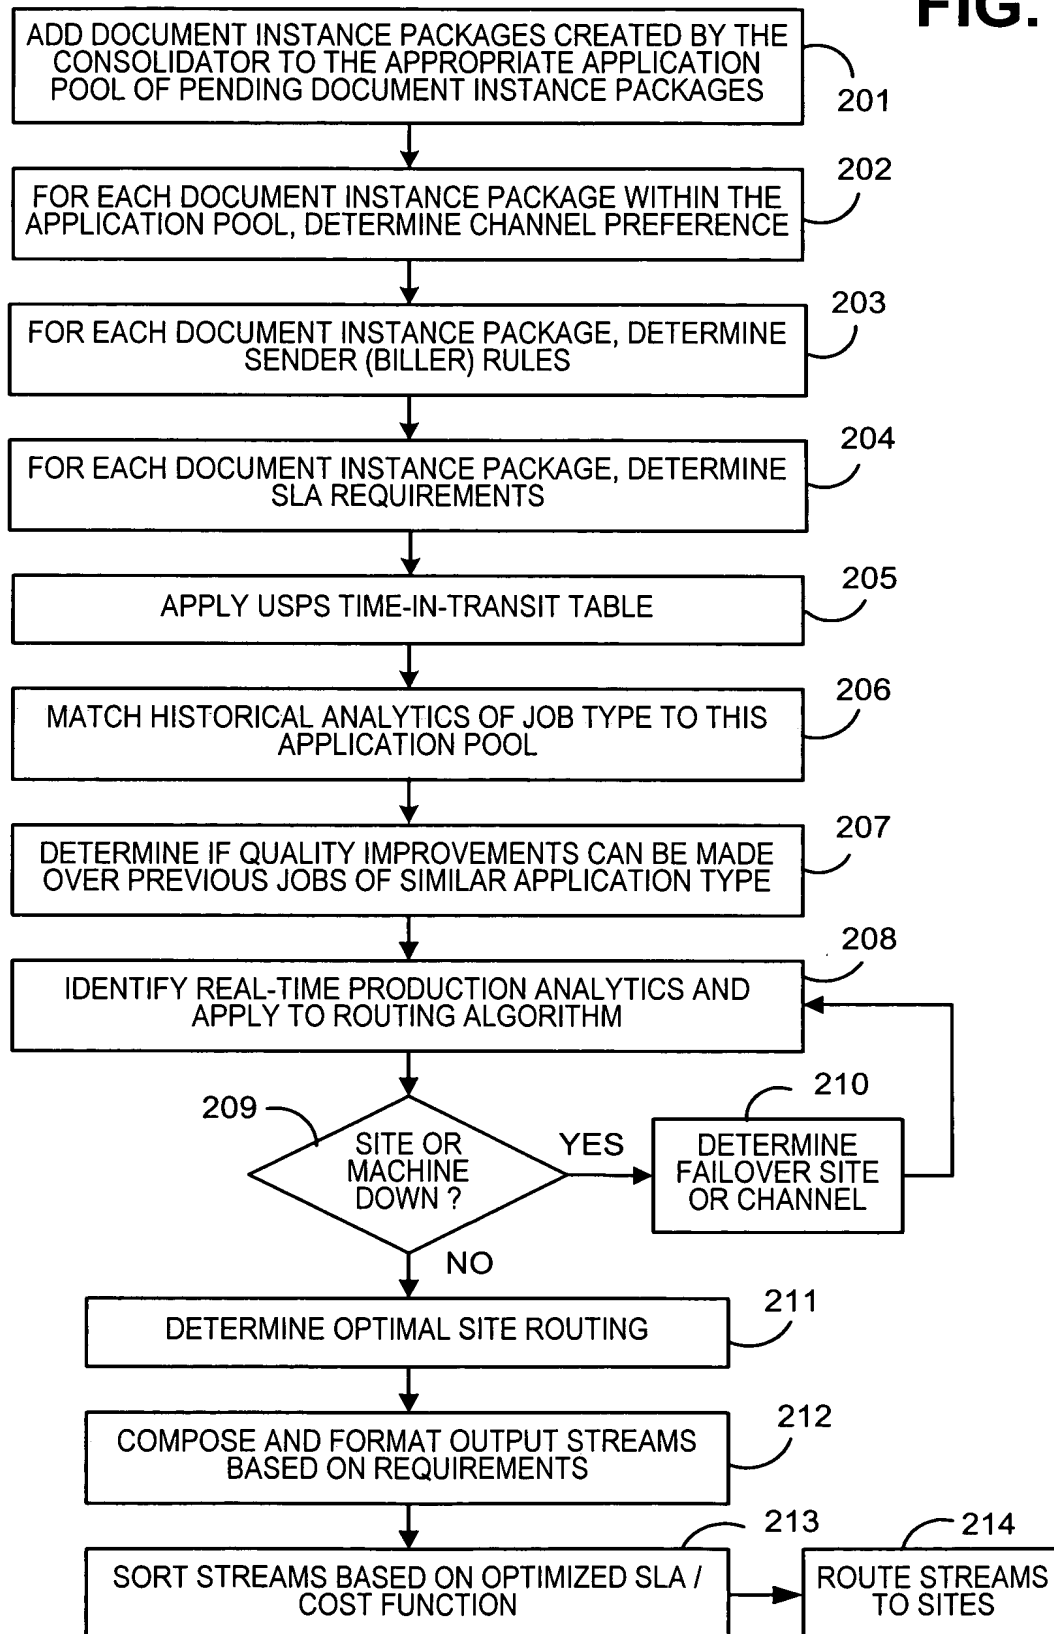 FIG.
ADD DOCUMENT INSTANCE PACKAGES CREATED BY THE
CONSOLIDATOR TO THE APPROPRIATE APPLICATION
POOL OF PENDING DOCUMENT INSTANCE PACKAGES
201
202
FOR EACH DOCUMENT INSTANCE PACKAGE WITHIN THE
APPLICATION POOL, DETERMINE CHANNEL PREFERENCE
203
FOR EACH DOCUMENT INSTANCE PACKAGE, DETERMINE
SENDER (BILLER) RULES
204
FOR EACH DOCUMENT INSTANCE PACKAGE, DETERMINE
SLA REQUIREMENTS
205
APPLY USPS TIME-IN-TRANSIT TABLE
206
MATCH HISTORICAL ANALYTICS OF JOB TYPE TO THIS
APPLICATION POOL
207
DETERMINE IF QUALITY IMPROVEMENTS CAN BE MADE
OVER PREVIOUS JOBS OF SIMILAR APPLICATION TYPE
208
IDENTIFY REAL-TIME PRODUCTION ANALYTICS AND
APPLY TO ROUTING ALGORITHM
209
SITE OR
MACHINE
DOWN ?
YES
210
DETERMINE
FAILOVER SITE
OR CHANNEL
NO
211
DETERMINE OPTIMAL SITE ROUTING
212
COMPOSE AND FORMAT OUTPUT STREAMS
BASED ON REQUIREMENTS
213
SORT STREAMS BASED ON OPTIMIZED SLA /
COST FUNCTION
214
ROUTE STREAMS
TO SITES